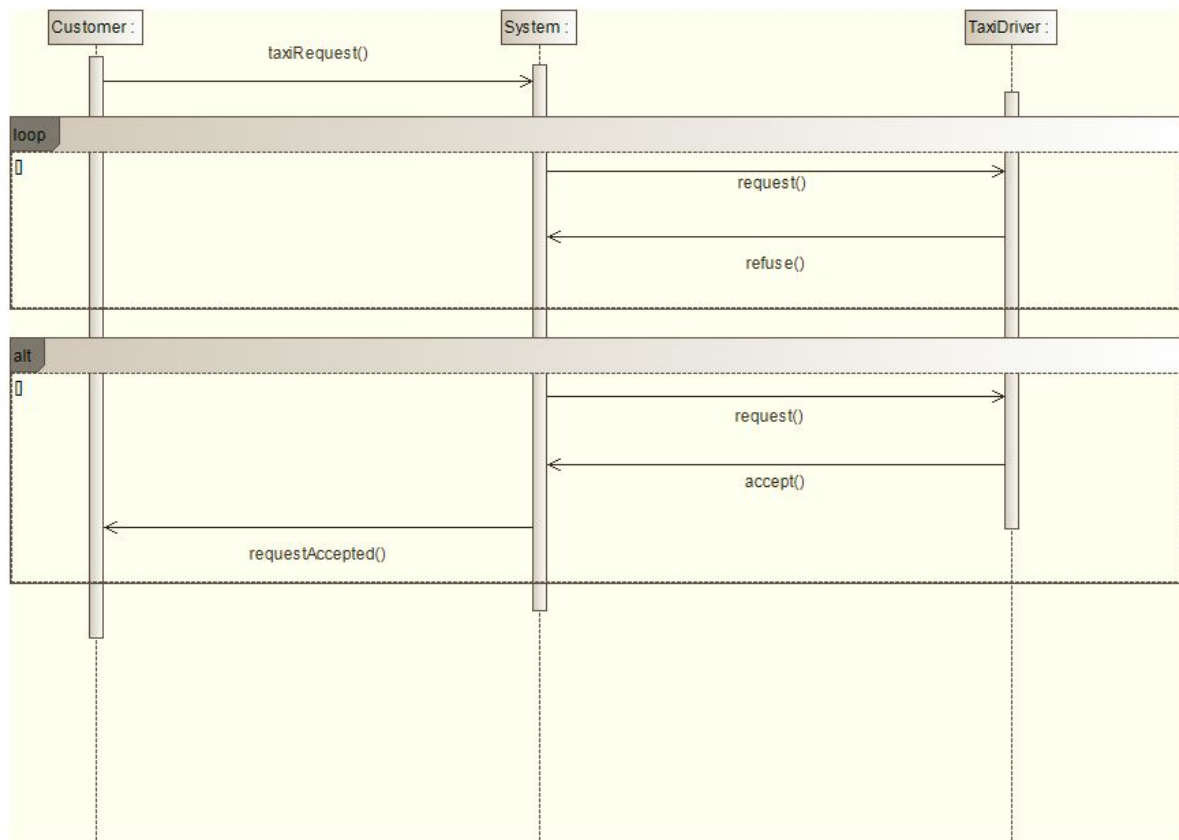 Customer :
System :
TaxiDriver :
taxiRequest()
loop
[]
request()
refuse()
alt
[]
request()
accept()
requestAccepted()